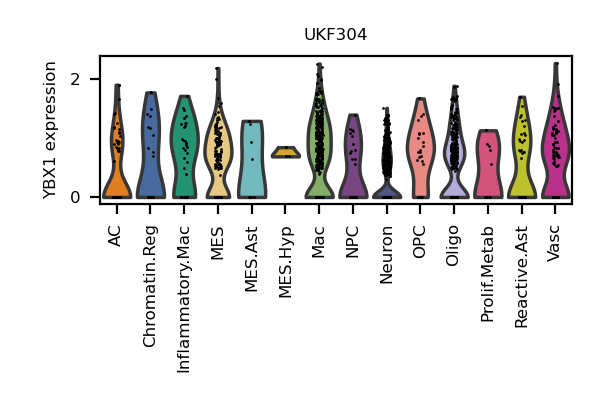 UKF304
YBX1 expression
2
0
AC
Chromatin.Reg
Inflammatory.Mac
MES
MES.Ast
MES.Hyp
Mac
NPC
Neuron
OPC
Oligo
Prolif.Metab
Reactive.Ast
Vasc